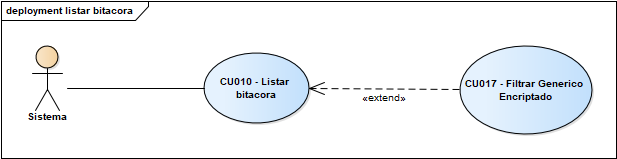 deployment listar bitacora
CU010 - Listar
bitacora
CU017 - Filtrar Generico
Encriptado
«extend»
Sistema